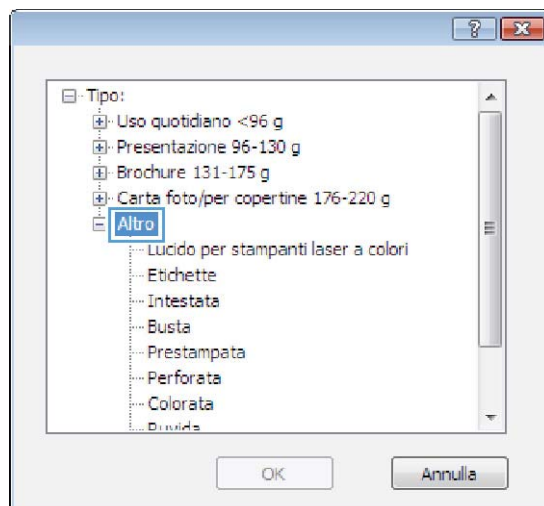 Tipo:
Uso quotidiano <96 g
Presentazione 96-130 g
Brochure 131-175 g
Carta foto/per copertine 176-220 g
Altro
Lucido per stampanti laser a colori
Etichette
Intestata
Busta
Prestampata
Perforata
Colorata
Ruvida
OK
Annulla